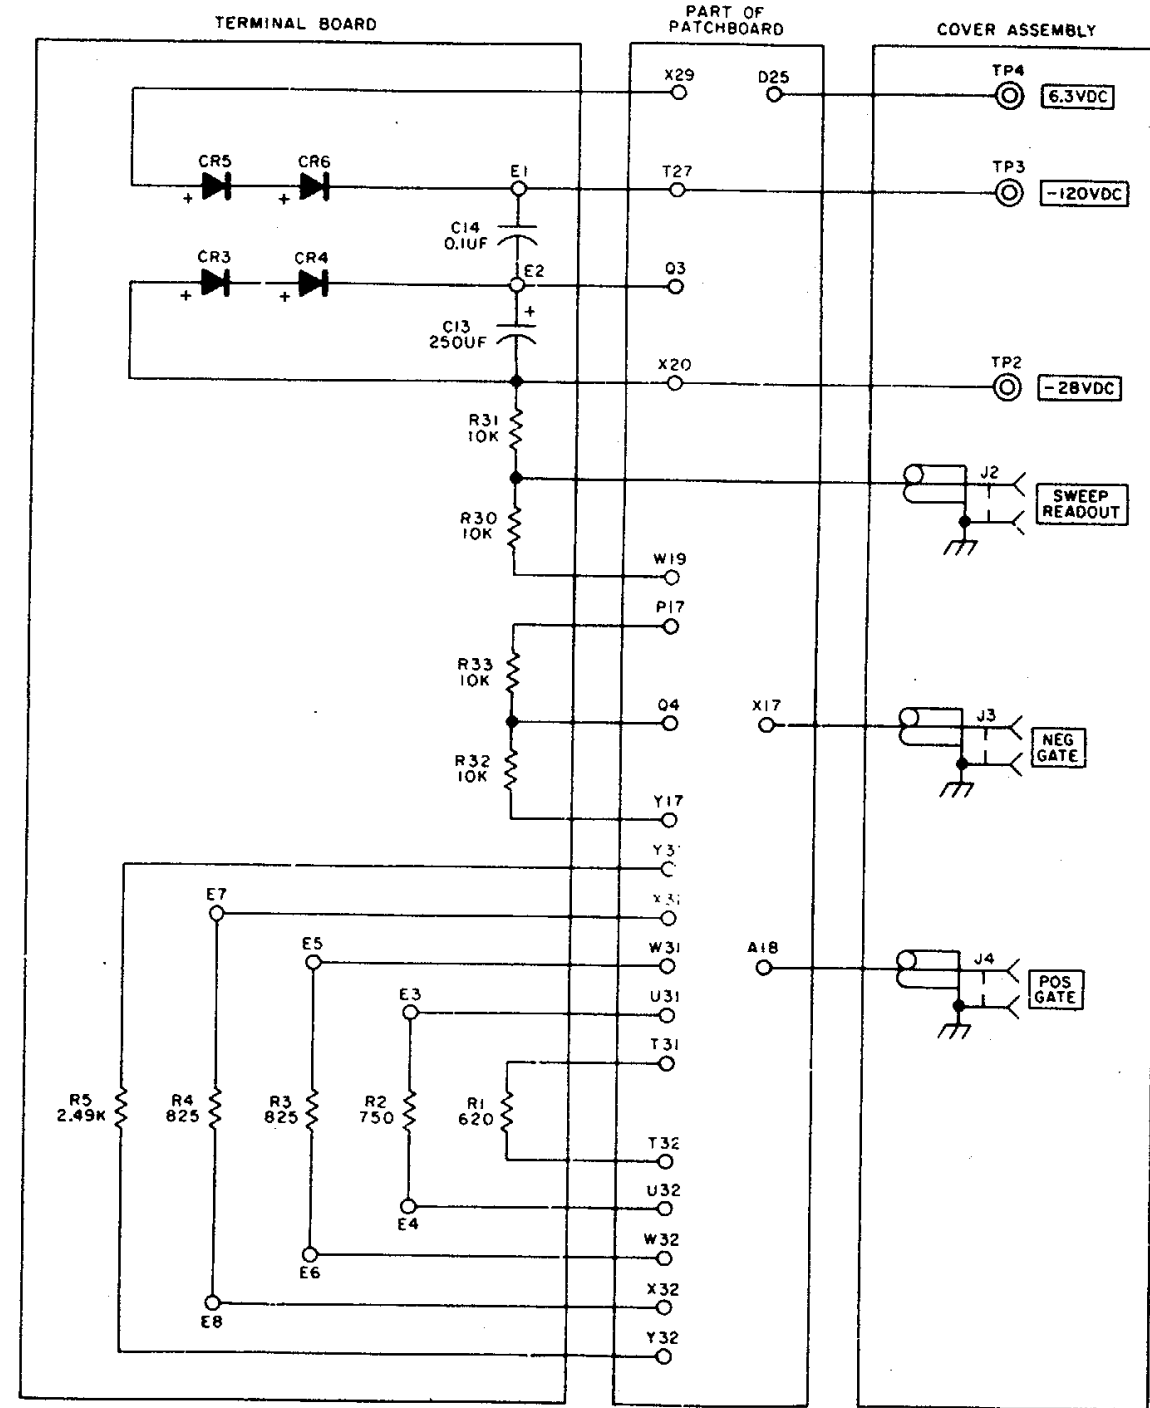 TERMINAL BOARD
PART OF
PATCHBOARD
COVER ASSEMBLY
X29
D25
TP4
6.3VDC
CR5
CR6
E1
T27
TP3
-120VDC
+
+
C14
0.1UF
CR3
CR4
E2
Q3
+
+
+
C13
250UF
X20
TP2
-28VDC
R31
10K
J2
SWEEP
READOUT
R30
10K
W19
P17
R33
10K
Q4
X17
J3
NEG
GATE
R32
10K
Y17
Y31
E7
X31
E5
W31
A18
J4
POS
GATE
E3
U31
T31
R5
2.49K
R4
825
R3
825
R2
750
R1
620
T32
U32
E4
W32
E6
X32
E8
Y32